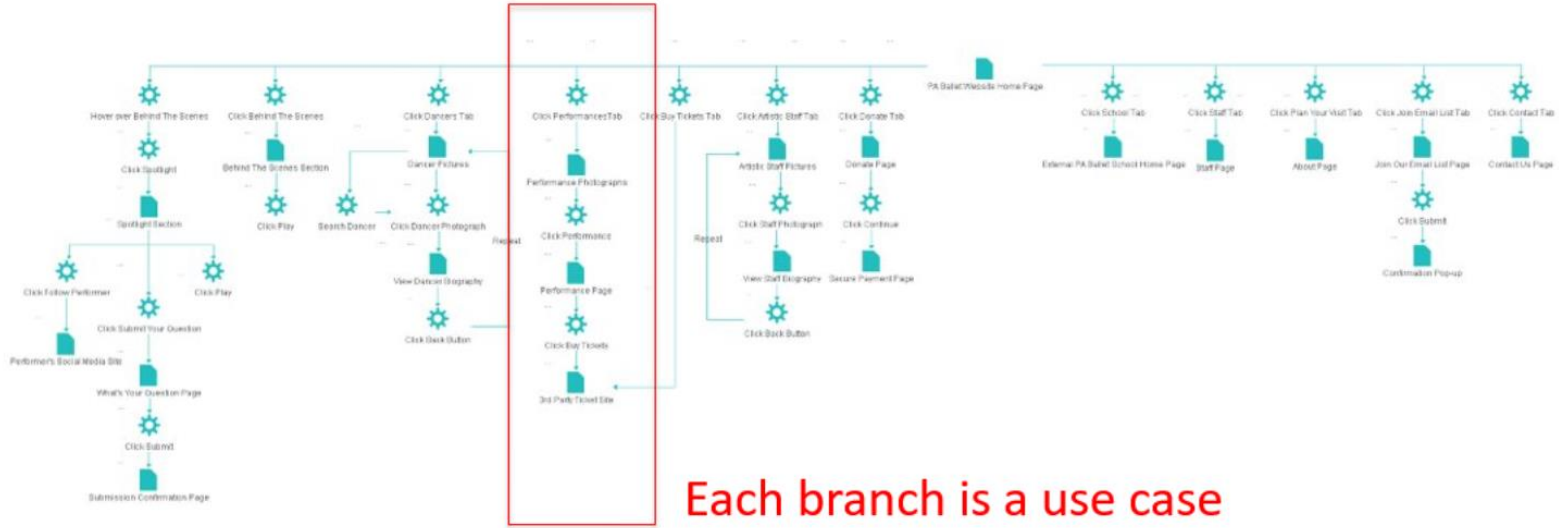 PA Ballet Website Home Page
Hover over Behind The Scenes
Click Behind The Scenes
Click Dancers Tab
Click PerformancesTab
Click Buy Tickets Tab
Click Artistic Staff Tab
Click Donate Tab
Click School Tab
Click Staff Tab
Click Plan Your Visit Tab
Click Join Email List Tab
Click Contact Tab
Click Spotlight
Behind The Scenes Section
Dancer Pictures
Performance Photographs
Artistic Staff Pictures
Donate Page
External PA Ballet School Home Page
Staff Page
About Page
Join Our Email List Page
Contact Us Page
Spotlight Section
Click Play
Search Dancer
Click Dancer Photograph
Repeat
Click Performance
Repeat
Click Staff Photograph
Click Continue
Click Submit
Click Follow Performer
Click Play
View Dancer Biography
Performance Page
View Staff Biography
Secure Payment Page
Confirmation Pop-up
Click Submit Your Question
Click Back Button
Click Buy Tickets
Click Back Button
Performer's Social Media Site
What's Your Question Page
3rd Party Ticket Site
Click Submit
Submission Confirmation Page
Each branch is a use case